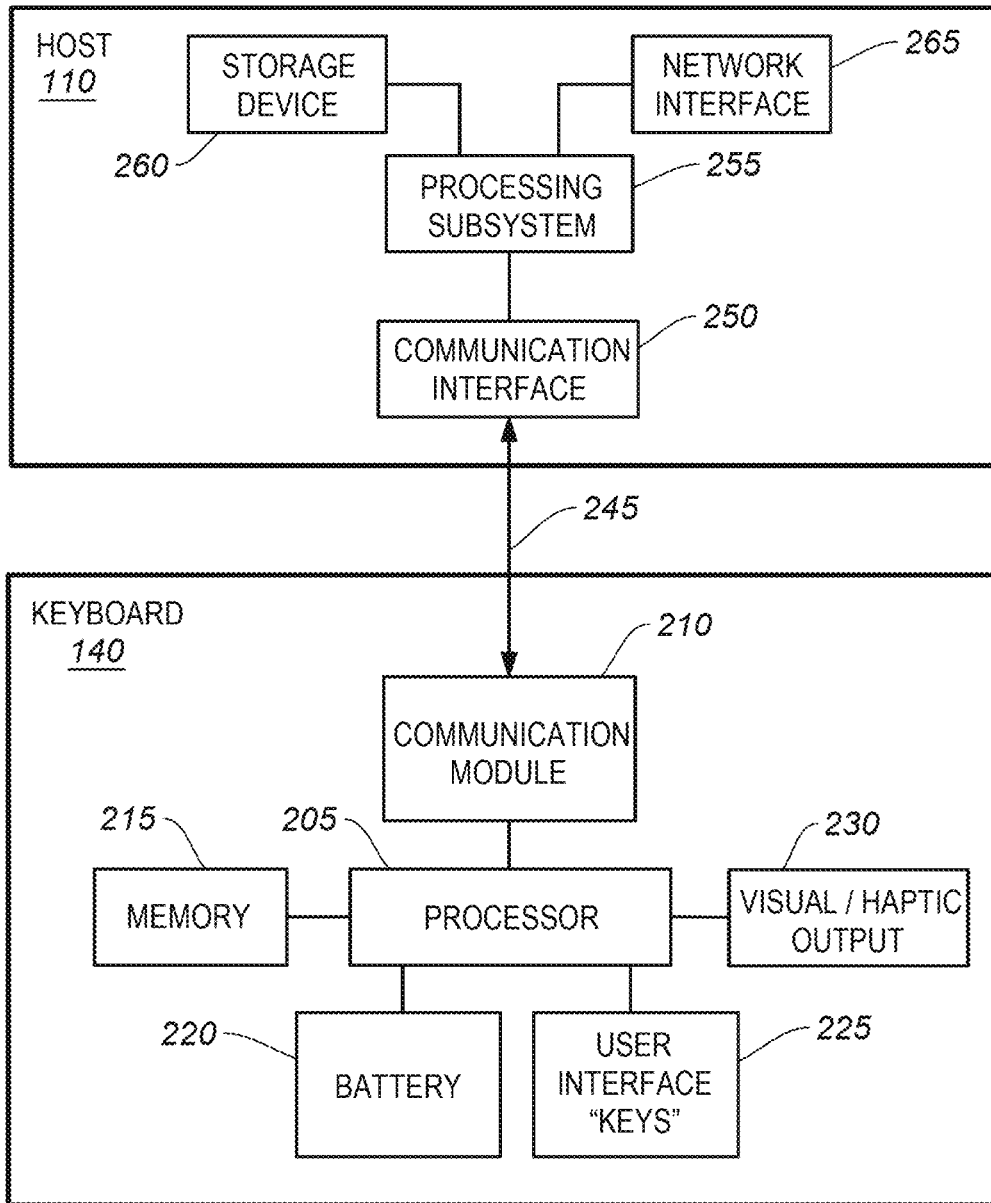 HOST
110
STORAGE
DEVICE
260
NETWORK
INTERFACE
265
PROCESSING
SUBSYSTEM
255
COMMUNICATION
INTERFACE
250
245
KEYBOARD
140
COMMUNICATION
MODULE
210
215
MEMORY
205
PROCESSOR
230
VISUAL / HAPTIC
OUTPUT
220
BATTERY
USER
INTERFACE
“KEYS”
225